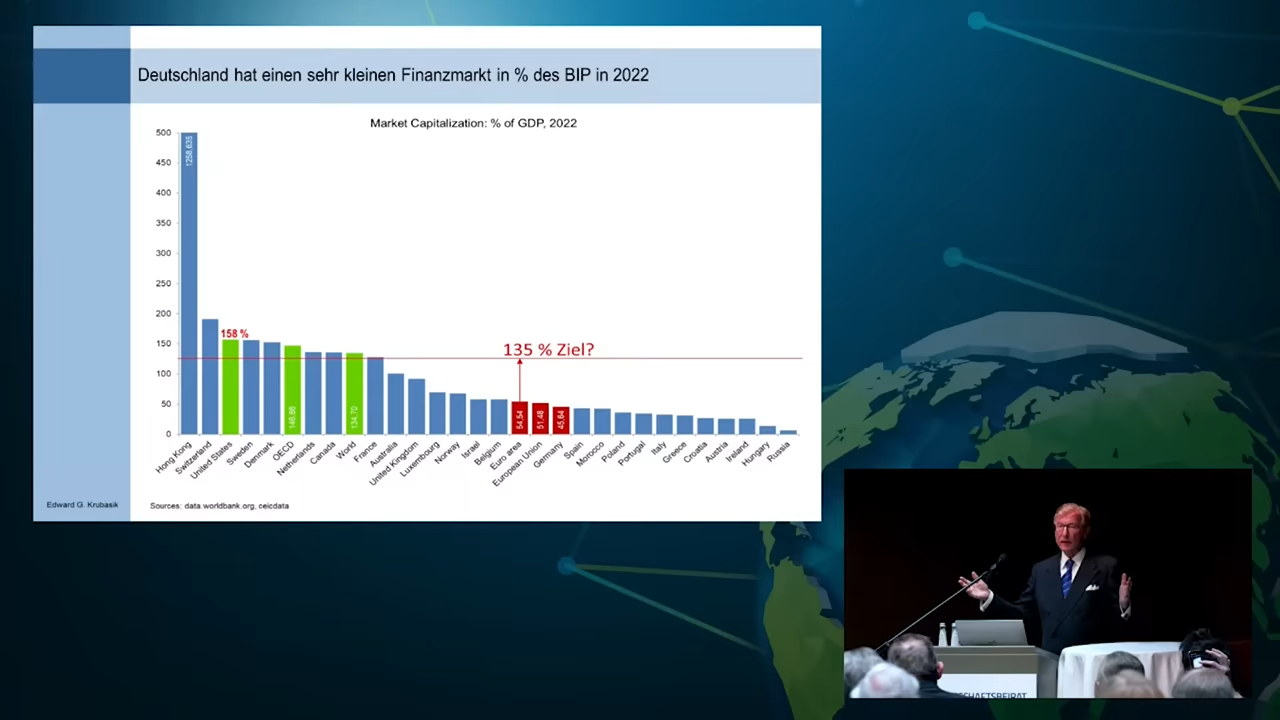 Deutschland hat einen sehr kleinen Finanzmarkt in % des BIP in 2022
Market Capitalization: % of GDP, 2022
500
450
400
350
300
250
200
150
100
50
0
1258.635
158 %
146.66
134.70
135 % Ziel?
54.54
51.48
45.64
Hong Kong
Switzerland
United States
Sweden
Denmark
OECD
Netherlands
Canada
World
France
Australia
United Kingdom
Luxembourg
Norway
Israel
Belgium
Euro area
European Union
Germany
Spain
Morocco
Poland
Portugal
Italy
Greece
Croatia
Austria
Ireland
Hungary
Russia
Edward G. Krubasik
Sources: data.worldbank.org, ceicdata
SCHAFTSBEIRAT